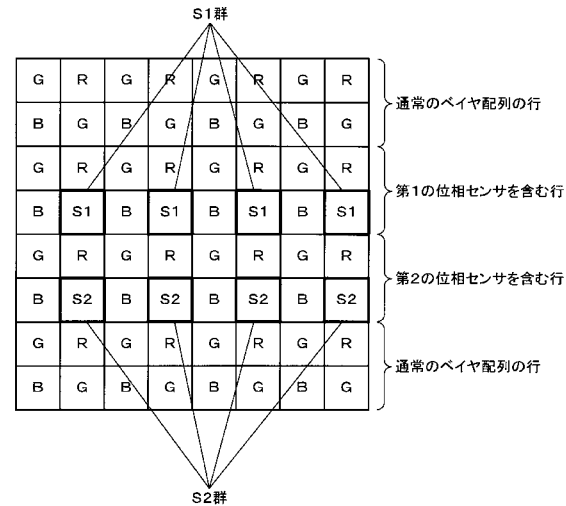 S1群
G R G R G R G R
B G B G B G B G
通常のベイヤ配列の行
G R G R G R G R
B S1 B S1 B S1 B S1
第1の位相センサを含む行
G R G R G R G R
B S2 B S2 B S2 B S2
第2の位相センサを含む行
G R G R G R G R
B G B G B G B G
通常のベイヤ配列の行
S2群